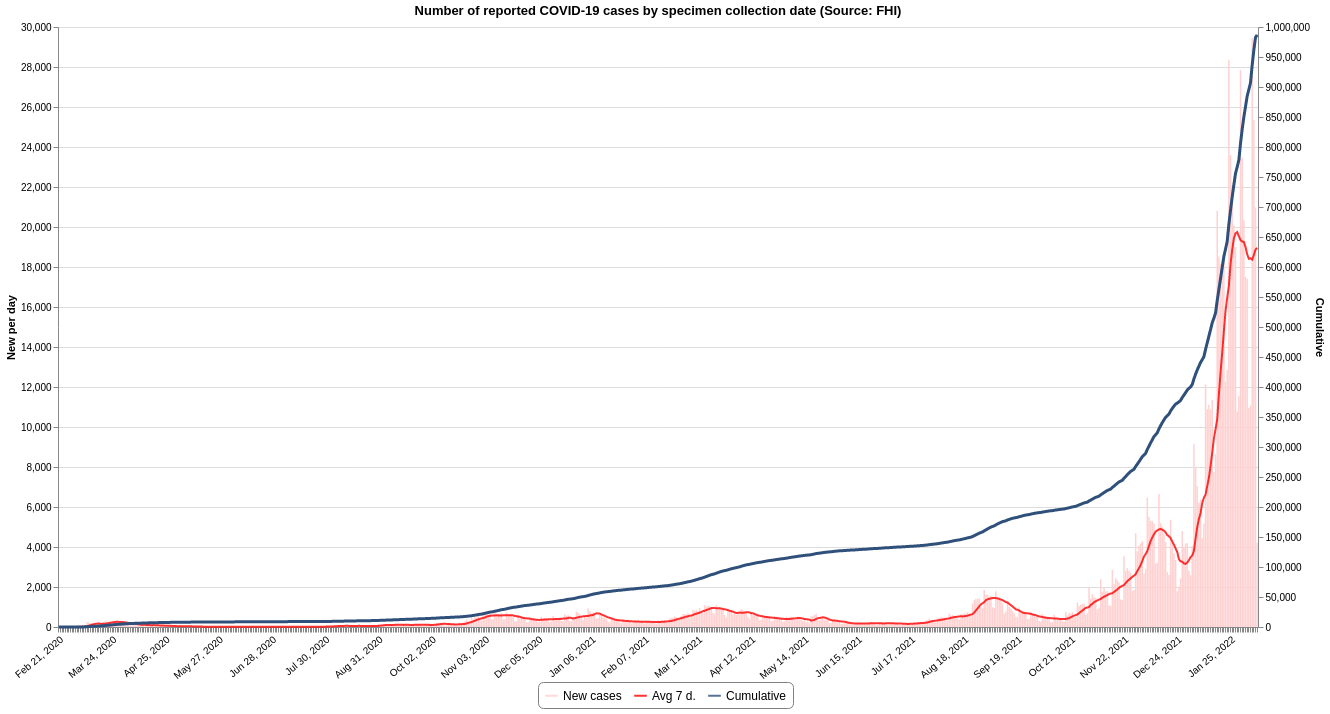 Number of reported COVID-19 cases by specimen collection date (Source: FHI)
30,000
28,000
26,000
24,000
22,000
20,000
18,000
16,000
14,000
12,000
10,000
8,000
6,000
4,000
2,000
0
New per day
1,000,000
950,000
900,000
850,000
800,000
750,000
700,000
650,000
600,000
550,000
500,000
450,000
400,000
350,000
300,000
250,000
200,000
150,000
100,000
50,000
0
Cumulative
Feb 21, 2020
Mar 24, 2020
Apr 25, 2020
May 27, 2020
Jun 28, 2020
Jul 30, 2020
Aug 31, 2020
Oct 02, 2020
Nov 03, 2020
Dec 05, 2020
Jan 06, 2021
Feb 07, 2021
Mar 11, 2021
Apr 12, 2021
May 14, 2021
Jun 15, 2021
Jul 17, 2021
Aug 18, 2021
Sep 19, 2021
Oct 21, 2021
Nov 22, 2021
Dec 24, 2021
Jan 25, 2022
New cases Avg 7 d. Cumulative